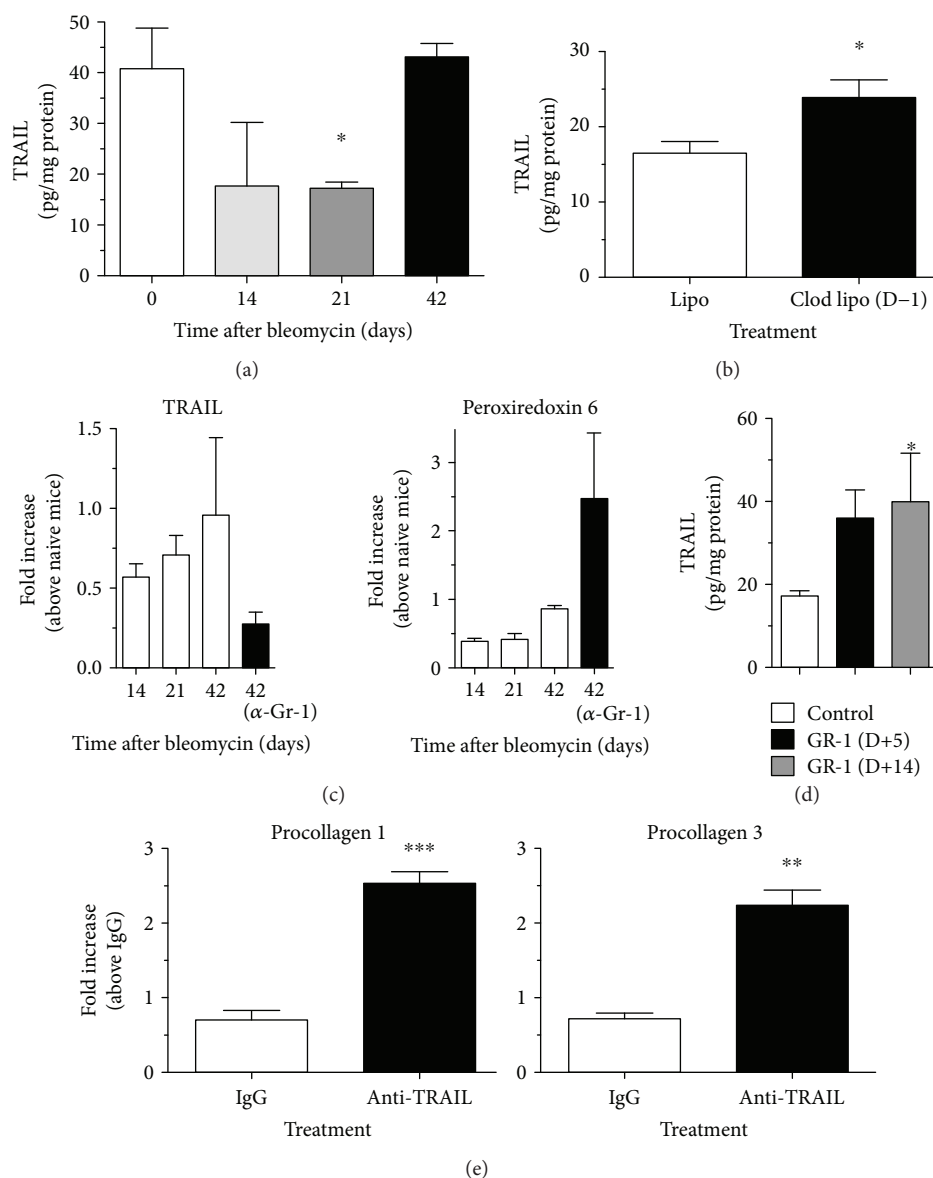 TRAIL
(pg/mg protein)
50
40
30
20
10
0
0 14 21 42
*
Time after bleomycin (days)
(a)
TRAIL
(pg/mg protein)
30
20
10
0
*
Lipo Clod lipo (D−1)
Treatment
(b)
TRAIL
Fold increase
(above naive mice)
1.5
1.0
0.5
0.0
14 21 42 42
(α-Gr-1)
Time after bleomycin (days)
Peroxiredoxin 6
Fold increase
(above naive mice)
3
2
1
0
14 21 42 42
(α-Gr-1)
Time after bleomycin (days)
(c)
TRAIL
(pg/mg protein)
60
40
20
0
*
Control
GR-1 (D+5)
GR-1 (D+14)
(d)
Procollagen 1
Fold increase
(above IgG)
3
2
1
0
***
IgG Anti-TRAIL
Treatment
Procollagen 3
3
2
1
0
**
IgG Anti-TRAIL
Treatment
(e)